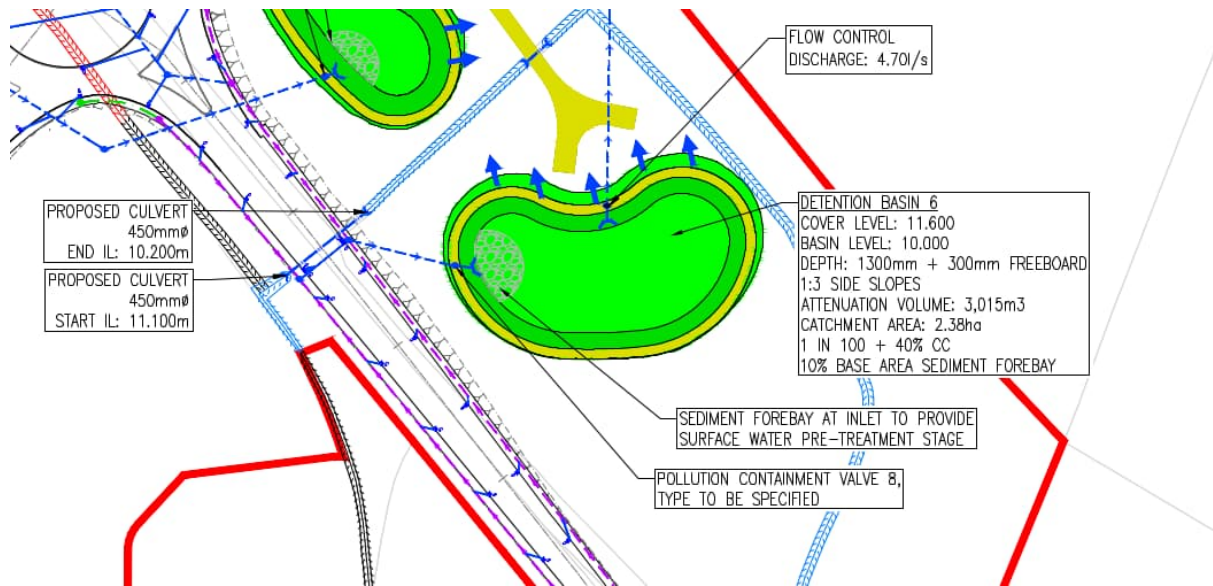 FLOW CONTROL
DISCHARGE: 4.70l/s
PROPOSED CULVERT
450mmø
END IL: 10.200m
PROPOSED CULVERT
450mmø
START IL: 11.100m
DETENTION BASIN 6
COVER LEVEL: 11.600
BASIN LEVEL: 10.000
DEPTH: 1300mm + 300mm FREEBOARD
1:3 SIDE SLOPES
ATTENUATION VOLUME: 3,015m3
CATCHMENT AREA: 2.38ha
1 IN 100 + 40% CC
10% BASE AREA SEDIMENT FOREBAY
SEDIMENT FOREBAY AT INLET TO PROVIDE
SURFACE WATER PRE-TREATMENT STAGE
POLLUTION CONTAINMENT VALVE 8,
TYPE TO BE SPECIFIED